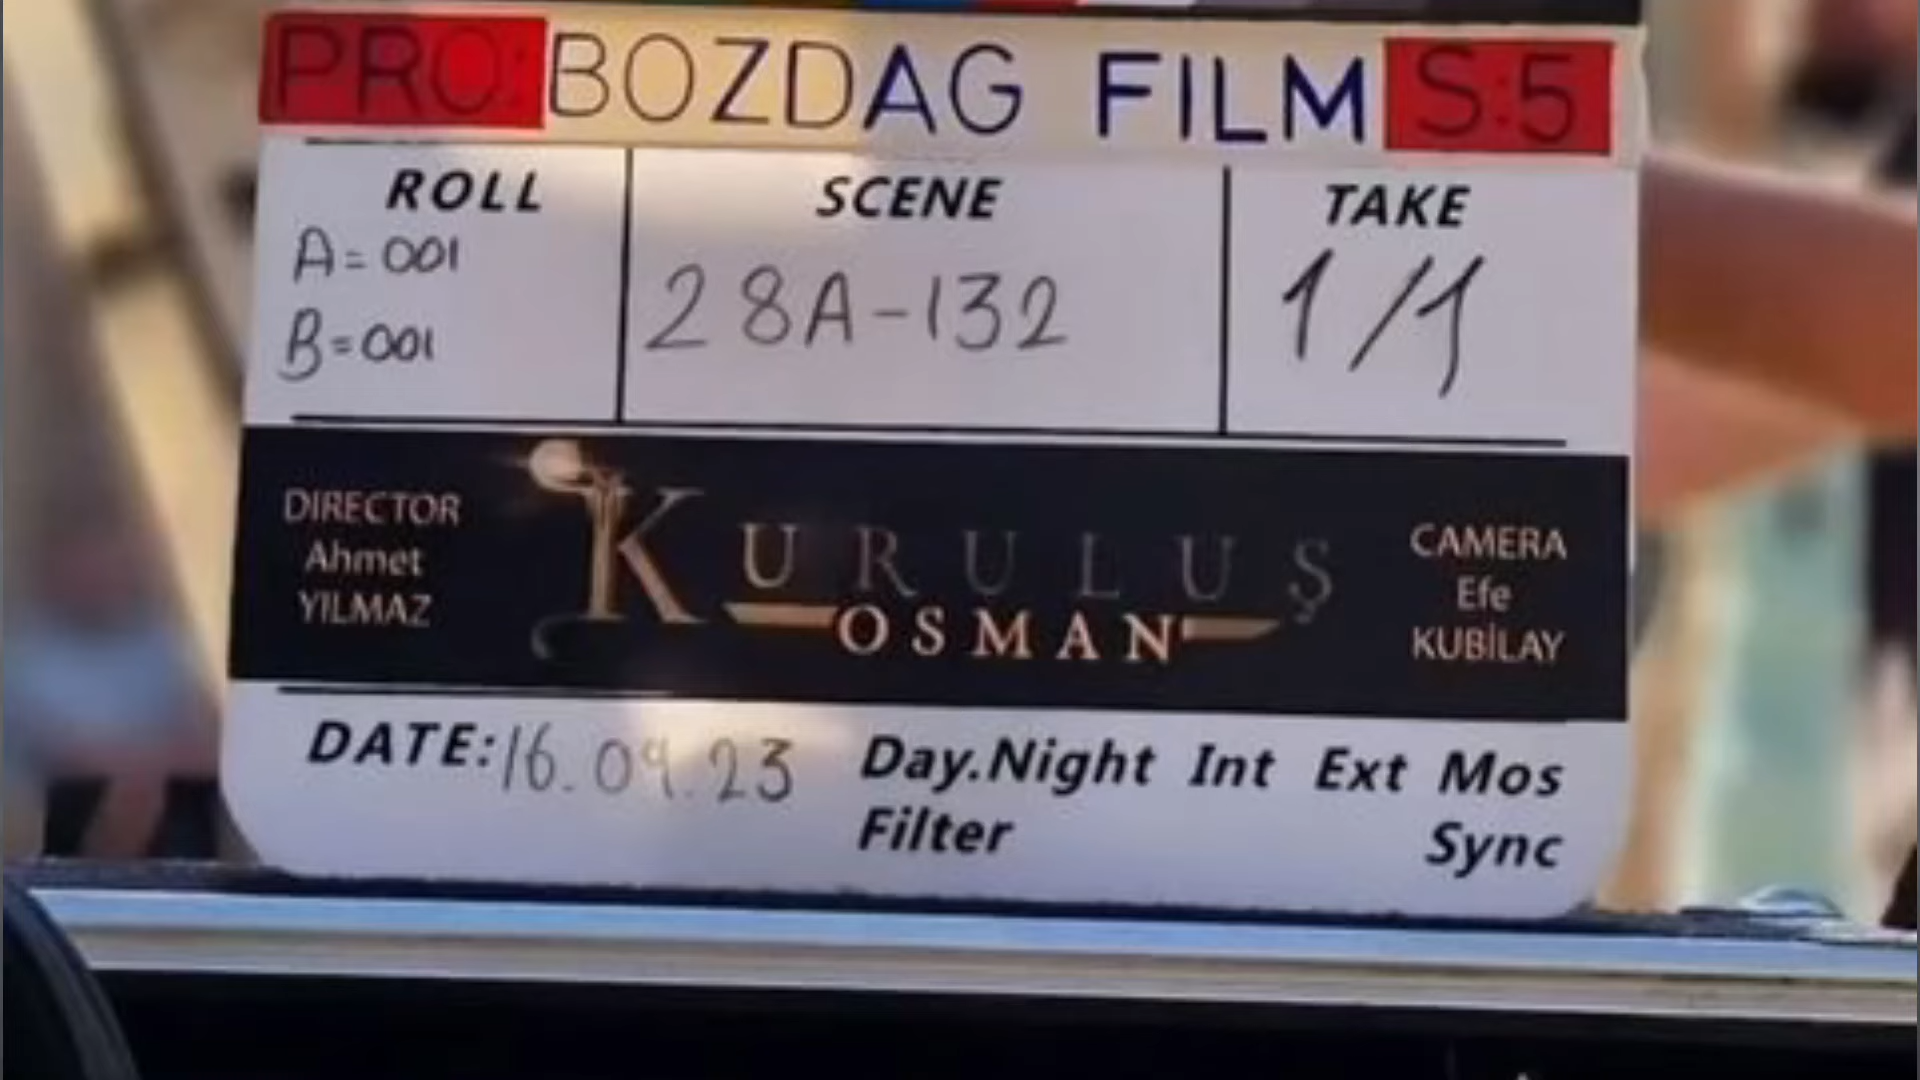 PRO: BOZDAG FILM S:5
ROLL SCENE TAKE
A=001
B=001
28A-132
1/1
DIRECTOR
Ahmet
YILMAZ
KURULUŞ
OSMAN
CAMERA
Efe
KUBİLAY
DATE: 16.09.23 Day.Night Int Ext Mos
Filter Sync